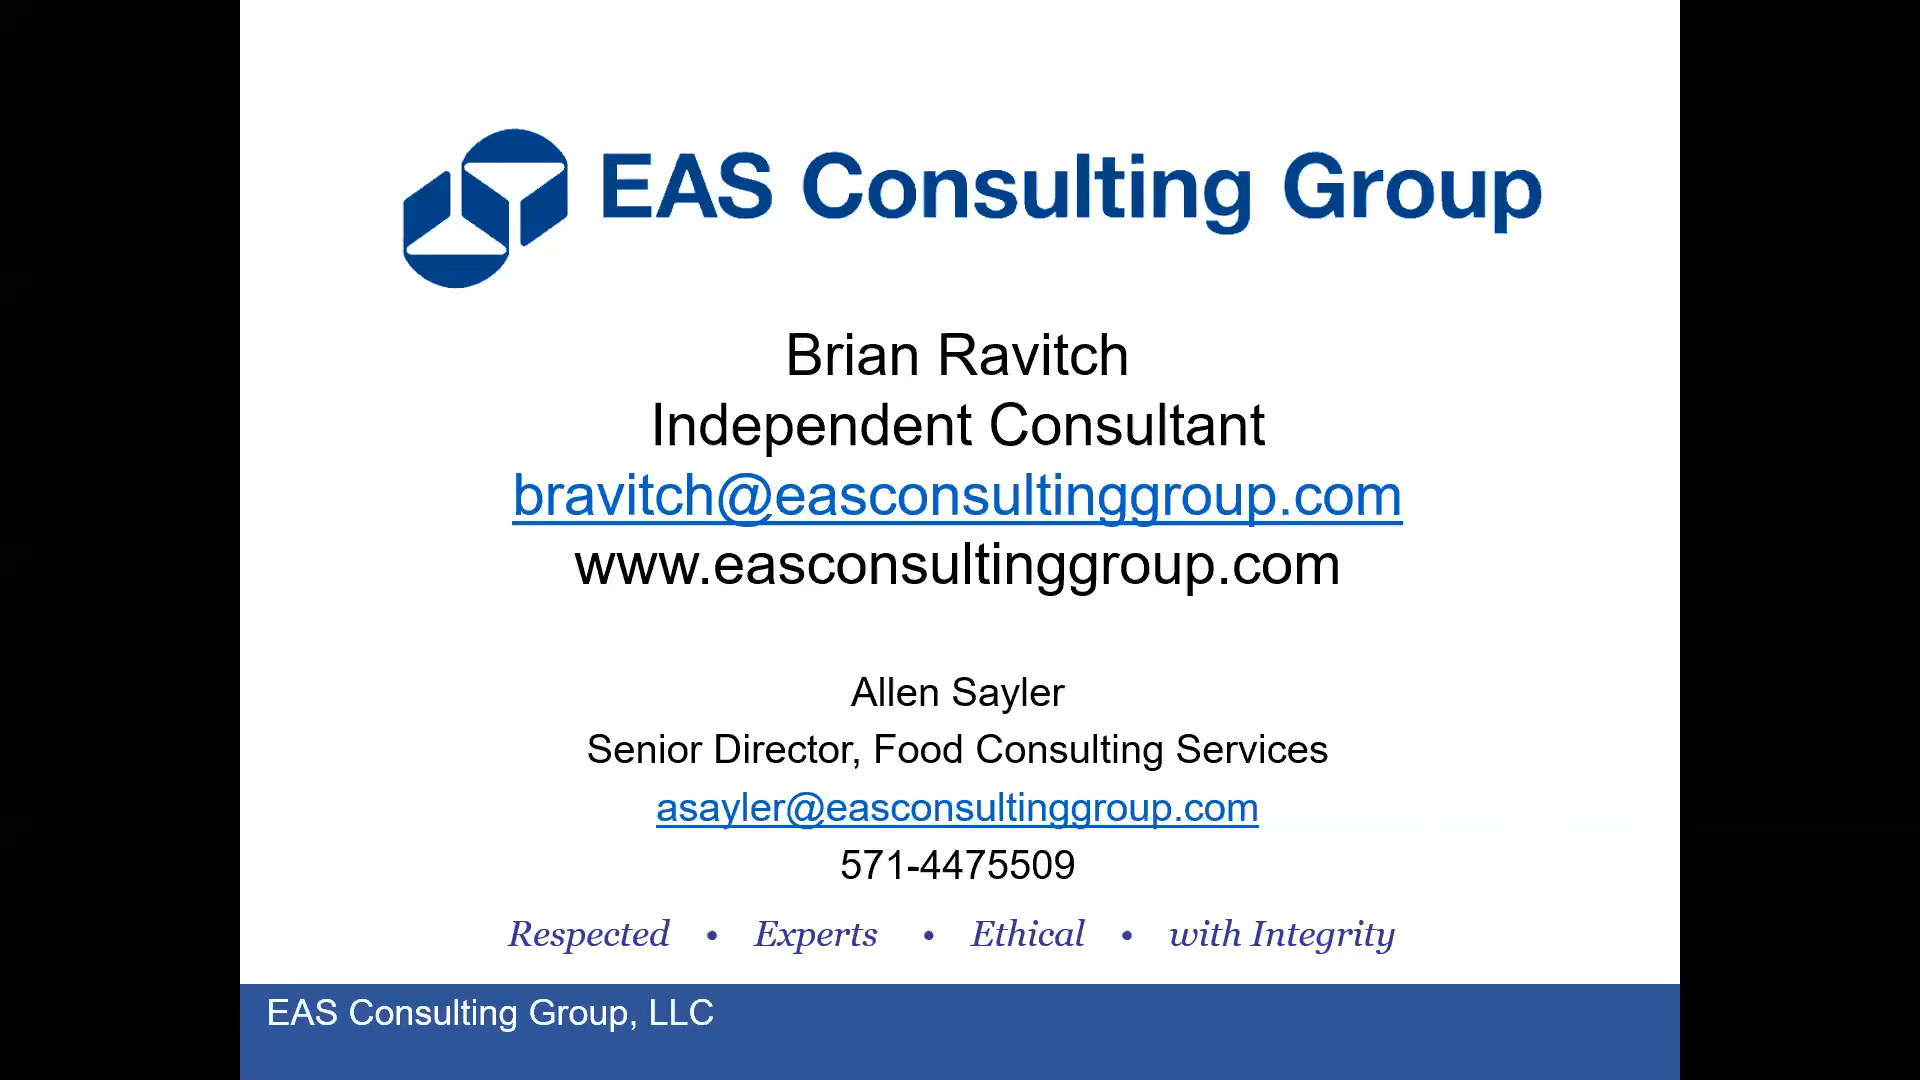 EAS Consulting Group
Brian Ravitch
Independent Consultant
bravitch@easconsultinggroup.com
www.easconsultinggroup.com
Allen Sayler
Senior Director, Food Consulting Services
asayler@easconsultinggroup.com
571-4475509
Respected • Experts • Ethical • with Integrity
EAS Consulting Group, LLC